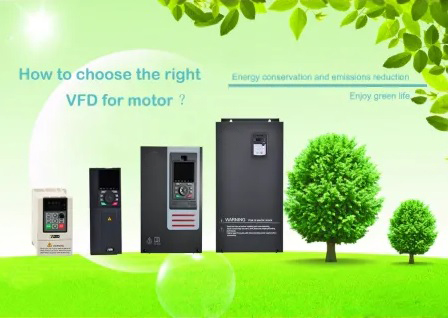 How to choose the right
VFD for motor ?
Energy conservation and emissions reduction
Enjoy green life
WARNING